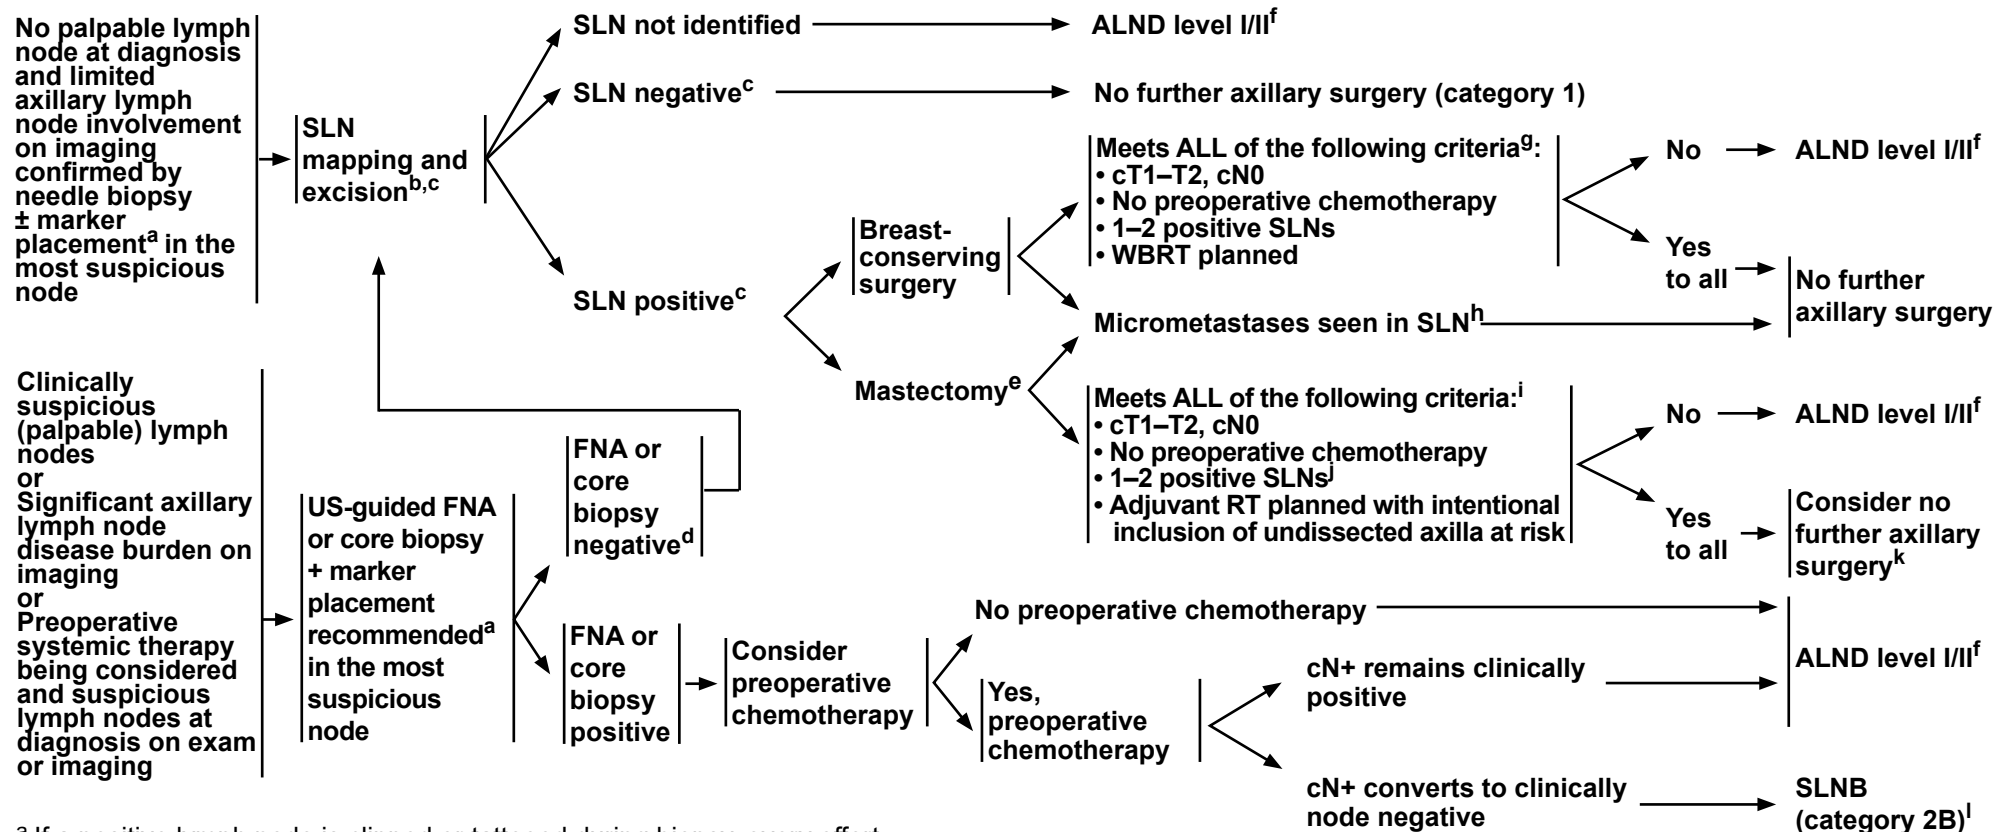 No palpable lymph
node at diagnosis
and limited
axillary lymph
node involvement
on imaging
confirmed by
needle biopsy
± marker
placementᵃ in the
most suspicious
node
SLN
mapping and
excisionᵇ,ᶜ
SLN not identified
ALND level I/IIᶠ
SLN negativeᶜ
No further axillary surgery (category 1)
SLN positiveᶜ
Breast-
conserving
surgery
Meets ALL of the following criteriaᵍ:
• cT1–T2, cN0
• No preoperative chemotherapy
• 1–2 positive SLNs
• WBRT planned
No
ALND level I/IIᶠ
Yes
to all
No further
axillary surgery
Micrometastases seen in SLNʰ
Mastectomyᵉ
Meets ALL of the following criteria:ⁱ
• cT1–T2, cN0
• No preoperative chemotherapy
• 1–2 positive SLNsʲ
• Adjuvant RT planned with intentional
inclusion of undissected axilla at risk
No
ALND level I/IIᶠ
Yes
to all
Consider no
further axillary
surgeryᵏ
Clinically
suspicious
(palpable) lymph
nodes
or
Significant axillary
lymph node
disease burden on
imaging
or
Preoperative
systemic therapy
being considered
and suspicious
lymph nodes at
diagnosis on exam
or imaging
US-guided FNA
or core biopsy
+ marker
placement
recommendedᵃ
in the most
suspicious
node
FNA or
core
biopsy
negativeᵈ
FNA or
core
biopsy
positive
Consider
preoperative
chemotherapy
No preoperative chemotherapy
Yes,
preoperative
chemotherapy
cN+ remains clinically
positive
ALND level I/IIᶠ
cN+ converts to clinically
node negative
SLNB
(category 2B)ˡ